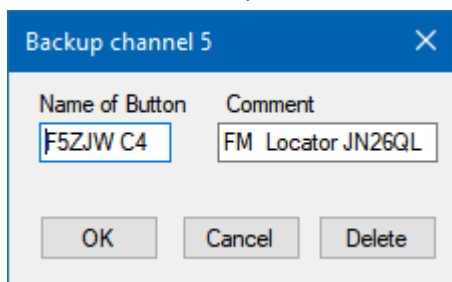 Backup channel 5
Name of Button Comment
F5ZJW C4 FM Locator JN26QL
OK Cancel Delete